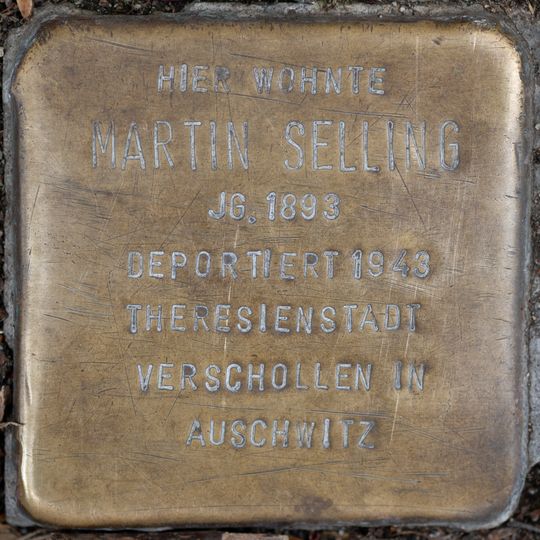 HIER WOHNTE
MARTIN SELLING
JG. 1893
DEPORTIERT 1943
THERESIENSTADT
VERSCHOLLEN IN
AUSCHWITZ